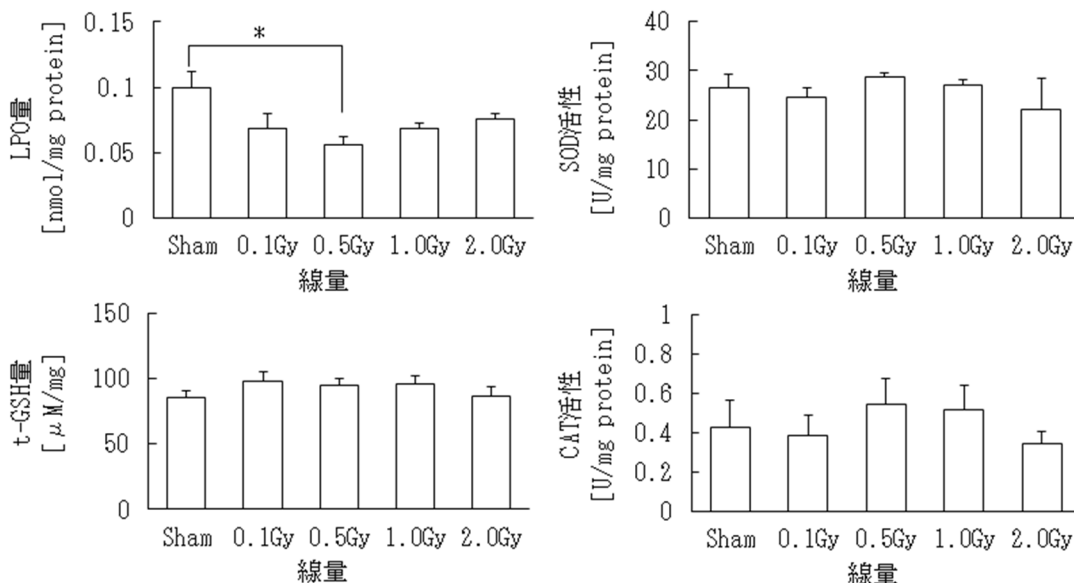 LPO量
[nmol/mg protein]
0.15
0.1
0.05
0
*
Sham 0.1Gy 0.5Gy 1.0Gy 2.0Gy
線量
SOD活性
[U/mg protein]
40
30
20
10
0
Sham 0.1Gy 0.5Gy 1.0Gy 2.0Gy
線量
t-GSH量
[μM/mg]
150
100
50
0
Sham 0.1Gy 0.5Gy 1.0Gy 2.0Gy
線量
CAT活性
[U/mg protein]
1
0.8
0.6
0.4
0.2
0
Sham 0.1Gy 0.5Gy 1.0Gy 2.0Gy
線量